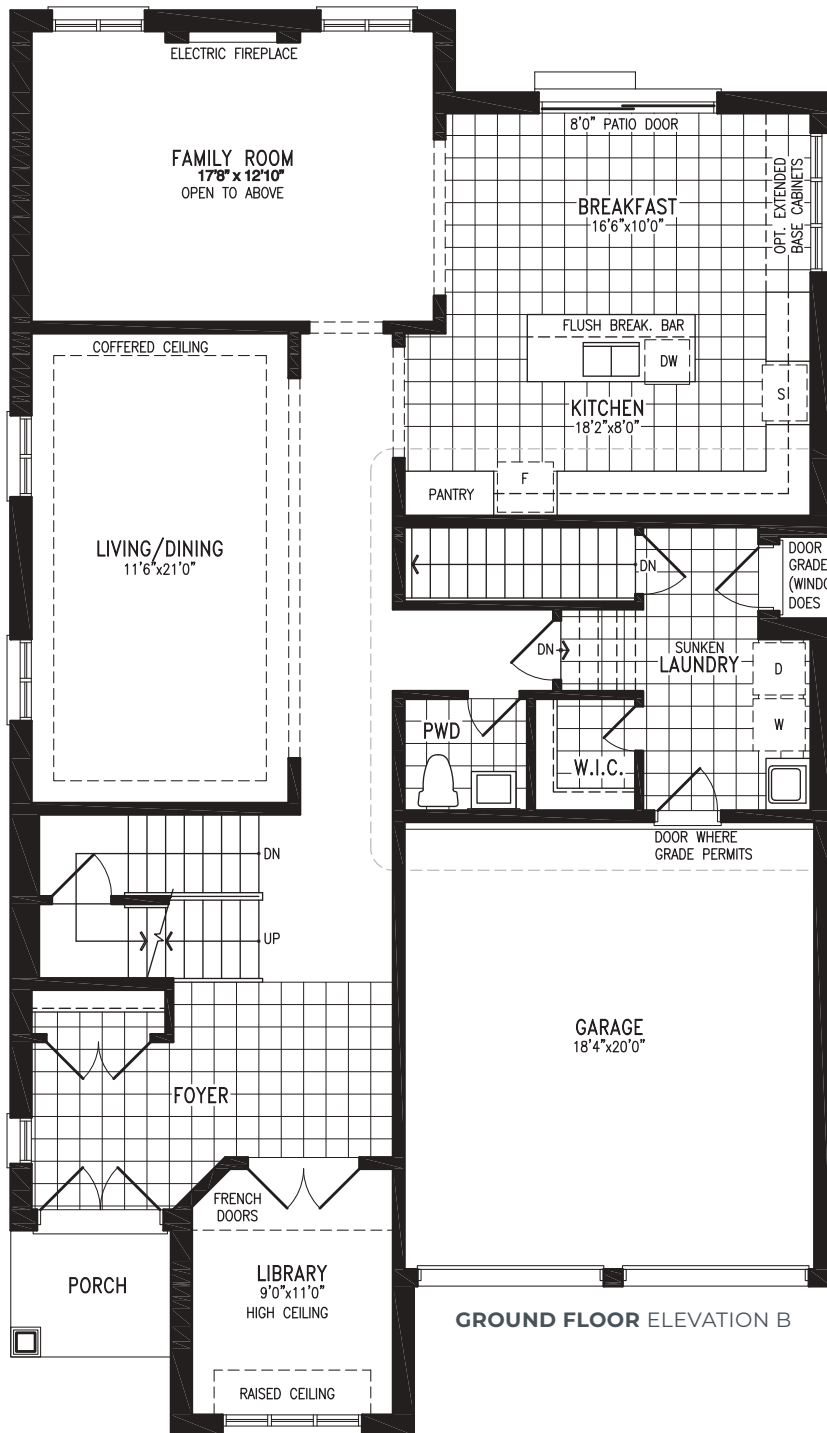 ELECTRIC FIREPLACE
FAMILY ROOM
17'8" x 12'10"
OPEN TO ABOVE
8'0" PATIO DOOR
BREAKFAST
16'6"x10'0"
OPT. EXTENDED
BASE CABINETS
FLUSH BREAK. BAR
DW
S
KITCHEN
18'2"x8'0"
F
PANTRY
COFFERED CEILING
LIVING/DINING
11'6"x21'0"
DN
DOOR
GRADE
(WINDO
DOES
DN
SUNKEN
LAUNDRY
D
W
PWD
W.I.C.
DOOR WHERE
GRADE PERMITS
DN
UP
GARAGE
18'4"x20'0"
FOYER
FRENCH
DOORS
PORCH
LIBRARY
9'0"x11'0"
HIGH CEILING
RAISED CEILING
GROUND FLOOR ELEVATION B